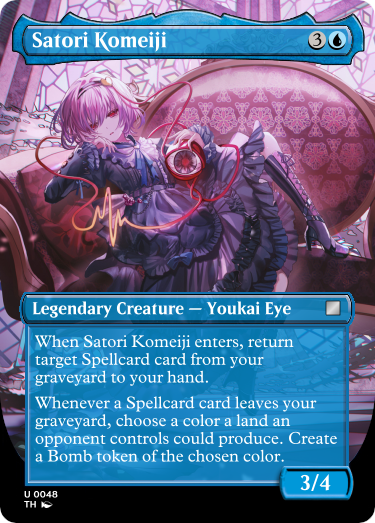 Satori Komeiji 3
Legendary Creature — Youkai Eye
When Satori Komeiji enters, return
target Spellcard card from your
graveyard to your hand.
Whenever a Spellcard card leaves your
graveyard, choose a color a land an
opponent controls could produce. Create
a Bomb token of the chosen color.
3/4
U 0048
TH